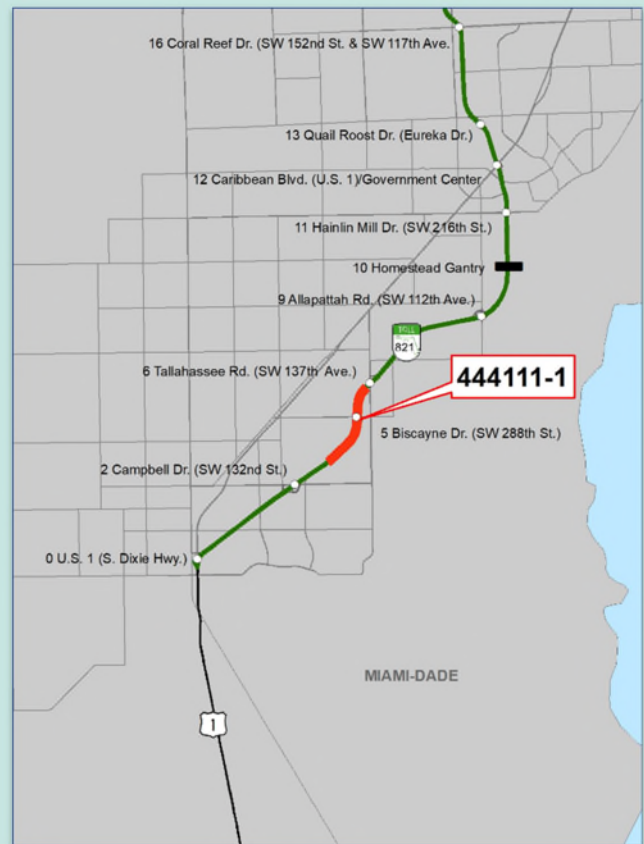 16 Coral Reef Dr. (SW 152nd St. & SW 117th Ave.
13 Quail Roost Dr. (Eureka Dr.)
12 Caribbean Blvd. (U.S. 1)/Government Center
11 Hainlin Mill Dr. (SW 216th St.)
10 Homestead Gantry
9 Allapattah Rd. (SW 112th Ave.)
TOLL
821
6 Tallahassee Rd. (SW 137th Ave.)
444111-1
5 Biscayne Dr. (SW 288th St.)
2 Campbell Dr. (SW 132nd St.)
0 U.S. 1 (S. Dixie Hwy.)
MIAMI-DADE
1